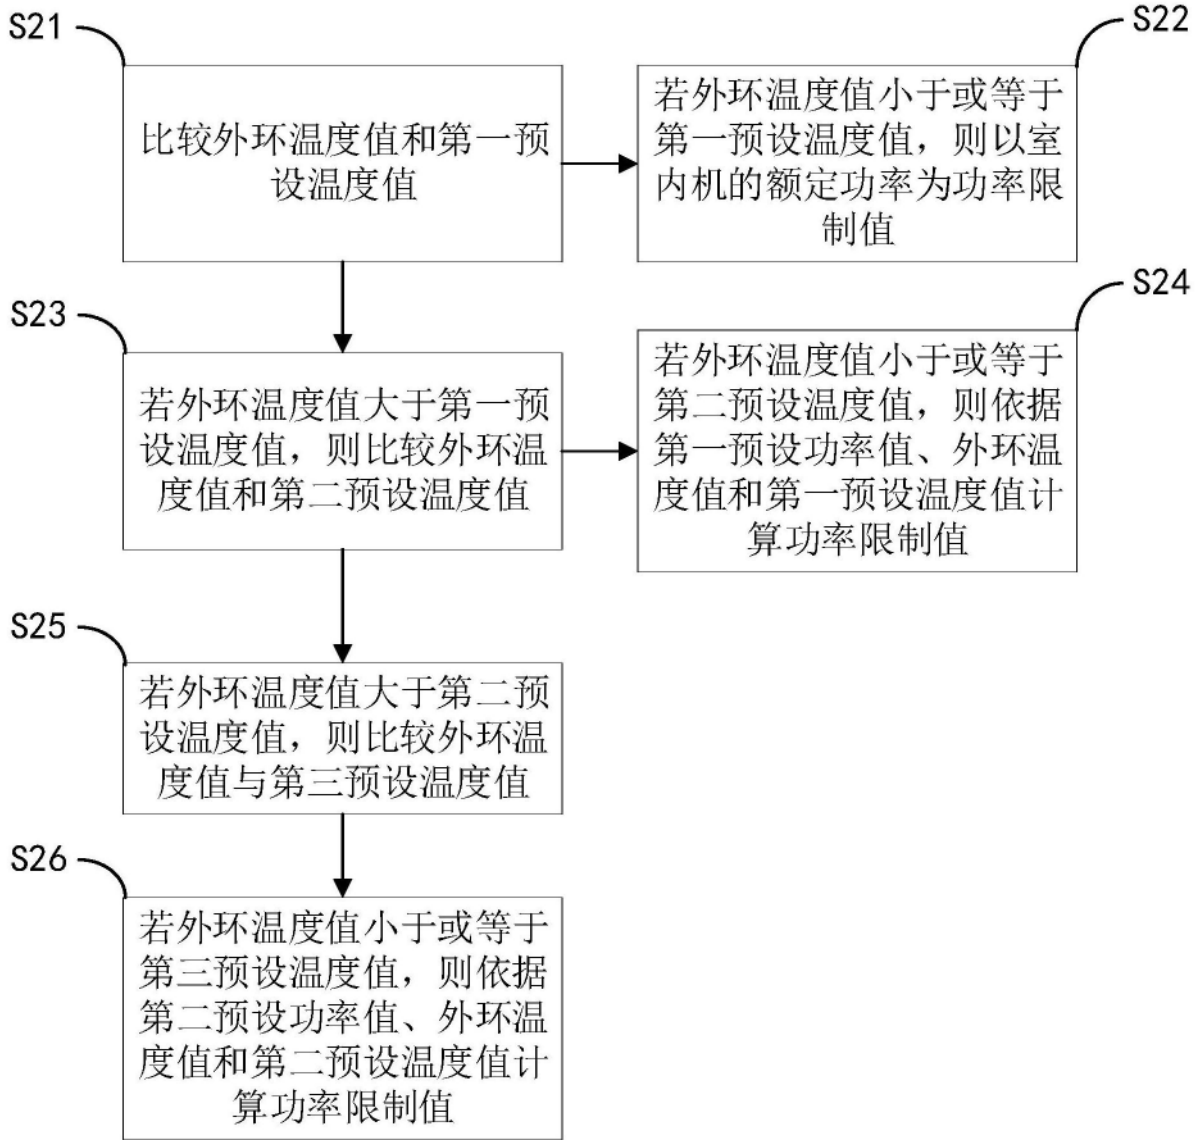 S21
比较外环温度值和第一预
设温度值
S22
若外环温度值小于或等于
第一预设温度值，则以室
内机的额定功率为功率限
制值
S23
若外环温度值大于第一预
设温度值，则比较外环温
度值和第二预设温度值
S24
若外环温度值小于或等于
第二预设温度值，则依据
第一预设功率值、外环温
度值和第一预设温度值计
算功率限制值
S25
若外环温度值大于第二预
设温度值，则比较外环温
度值与第三预设温度值
S26
若外环温度值小于或等于
第三预设温度值，则依据
第二预设功率值、外环温
度值和第二预设温度值计
算功率限制值